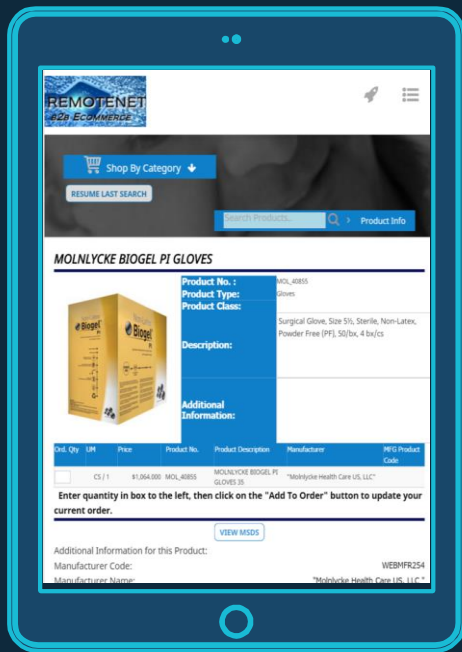 REMOTENET
B2B ECOMMERCE
Shop By Category
RESUME LAST SEARCH
Search Products.. > Product Info
MOLNLYCKE BIOGEL PI GLOVES
Biogel
Non-Latex
Biogel
PI
Product No. : MOL_40855
Product Type: Gloves
Product Class:
Description: Surgical Glove, Size 5½, Sterile, Non-Latex,
Powder Free (PF), 50/bx, 4 bx/cs
Additional
Information:
Ord. Qty UM Price Product No. Product Description Manufacturer MFG Product
Code
CS / 1 $1,064.000 MOL_40855 MOLNLYCKE BIOGEL PI
GLOVES 35 "Molnlycke Health Care US, LLC"
Enter quantity in box to the left, then click on the "Add To Order" button to update your
current order.
VIEW MSDS
Additional Information for this Product:
Manufacturer Code: WEBMFR254
Manufacturer Name: "Molnlycke Health Care US, LLC "